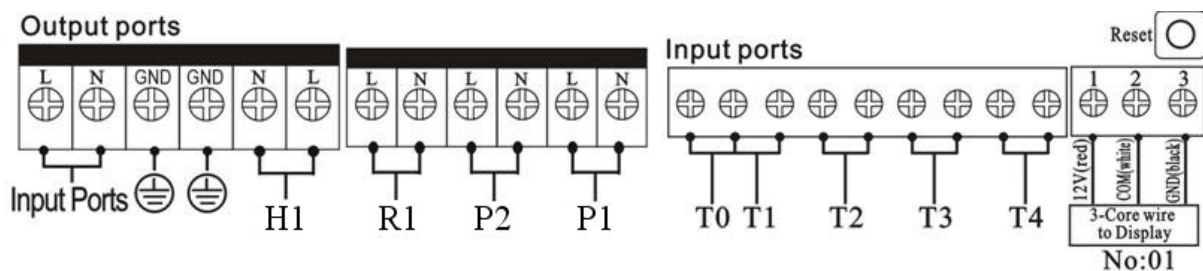 Output ports
L N GND GND N L
Input Ports
H1
L N L N L N
R1 P2 P1
Input ports
T0 T1 T2 T3 T4
Reset
1 2 3
12V(red)
COM(white)
GND(black)
3-Core wire
to Display
No:01